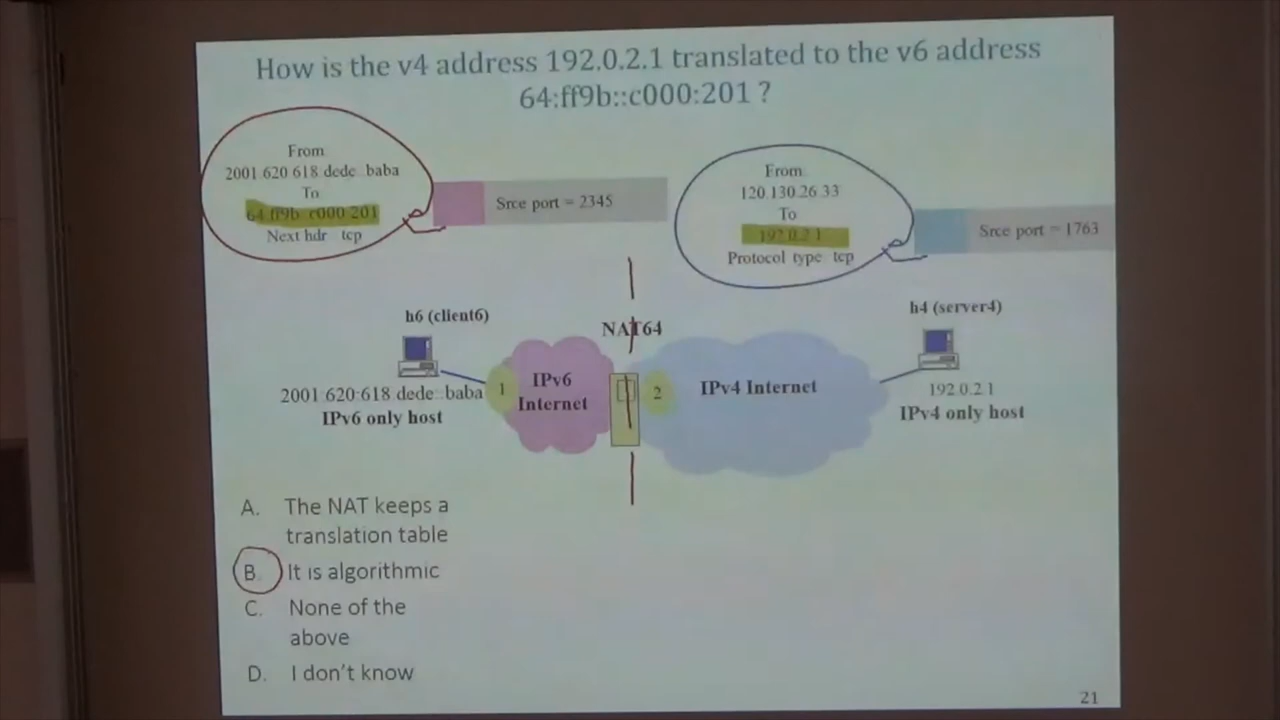 How is the v4 address 192.0.2.1 translated to the v6 address
64:ff9b::c000:201 ?
From
2001:620:618:dede::baba
To
64:ff9b::c000:201
Next hdr tcp
Srce port = 2345
From
120.130.26.33
To
192.0.2.1
Protocol type tcp
Srce port = 1763
h6 (client6)
NAT64
h4 (server4)
2001:620:618:dede::baba
IPv6 only host
1
IPv6
Internet
2
IPv4 Internet
192.0.2.1
IPv4 only host
A. The NAT keeps a
translation table
B. It is algorithmic
C. None of the
above
D. I don't know
21